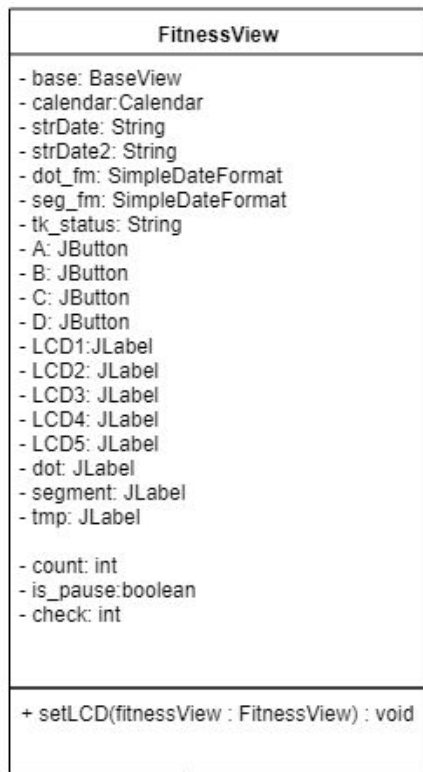 FitnessView
- base: BaseView
- calendar:Calendar
- strDate: String
- strDate2: String
- dot_fm: SimpleDateFormat
- seg_fm: SimpleDateFormat
- tk_status: String
- A: JButton
- B: JButton
- C: JButton
- D: JButton
- LCD1:JLabel
- LCD2: JLabel
- LCD3: JLabel
- LCD4: JLabel
- LCD5: JLabel
- dot: JLabel
- segment: JLabel
- tmp: JLabel
- count: int
- is_pause:boolean
- check: int
+ setLCD(fitnessView : FitnessView) : void